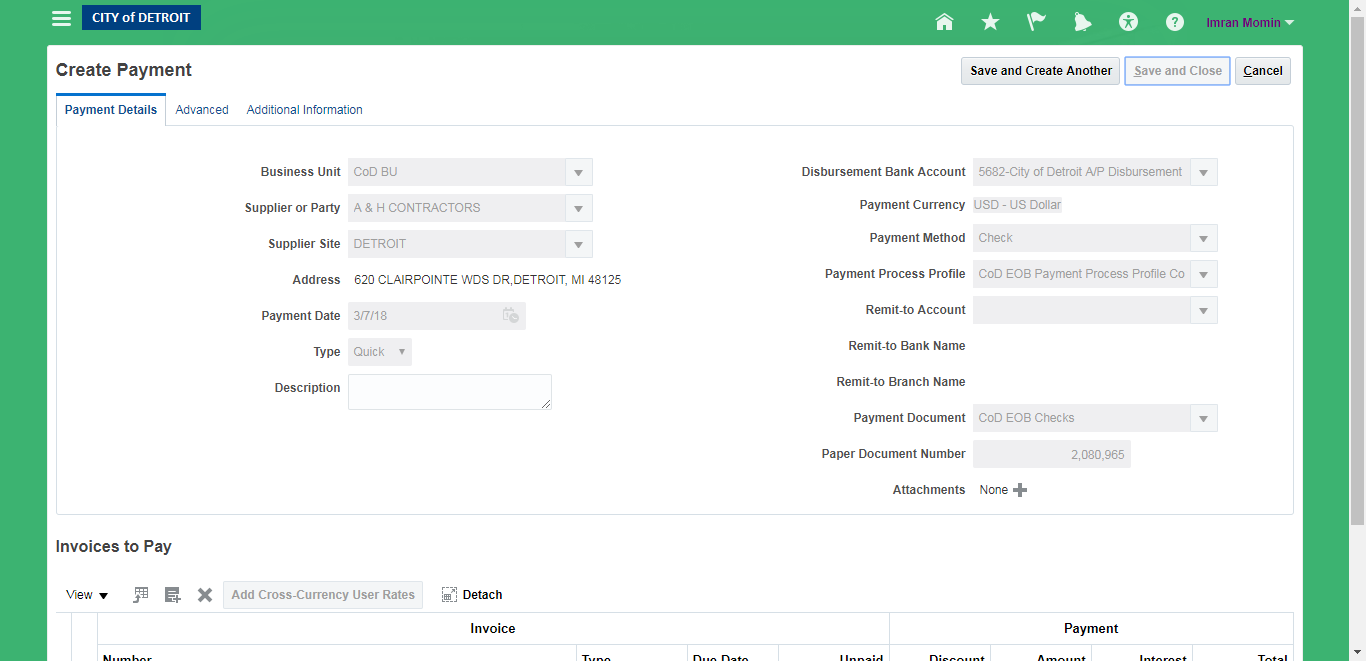 CITY of DETROIT
Imran Momin
Create Payment
Save and Create Another
Save and Close
Cancel
Payment Details
Advanced
Additional Information
Business Unit CoD BU
Supplier or Party A & H CONTRACTORS
Supplier Site DETROIT
Address 620 CLAIRPOINTE WDS DR,DETROIT, MI 48125
Payment Date 3/7/18
Type Quick
Description
Disbursement Bank Account 5682-City of Detroit A/P Disbursement
Payment Currency USD - US Dollar
Payment Method Check
Payment Process Profile CoD EOB Payment Process Profile Co
Remit-to Account
Remit-to Bank Name
Remit-to Branch Name
Payment Document CoD EOB Checks
Paper Document Number 2,080,965
Attachments None
Invoices to Pay
View
Add Cross-Currency User Rates
Detach
Invoice Payment
Number Type Due Date Unpaid Discount Amount Interest Total